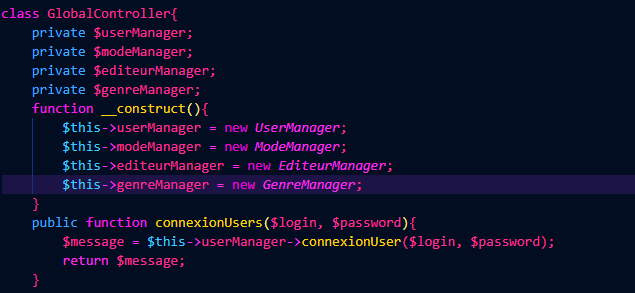 class GlobalController{
private $userManager;
private $modeManager;
private $editeurManager;
private $genreManager;
function __construct(){
$this->userManager = new UserManager;
$this->modeManager = new ModeManager;
$this->editeurManager = new EditeurManager;
$this->genreManager = new GenreManager;
}
public function connexionUsers($login, $password){
$message = $this->userManager->connexionUser($login, $password);
return $message;
}